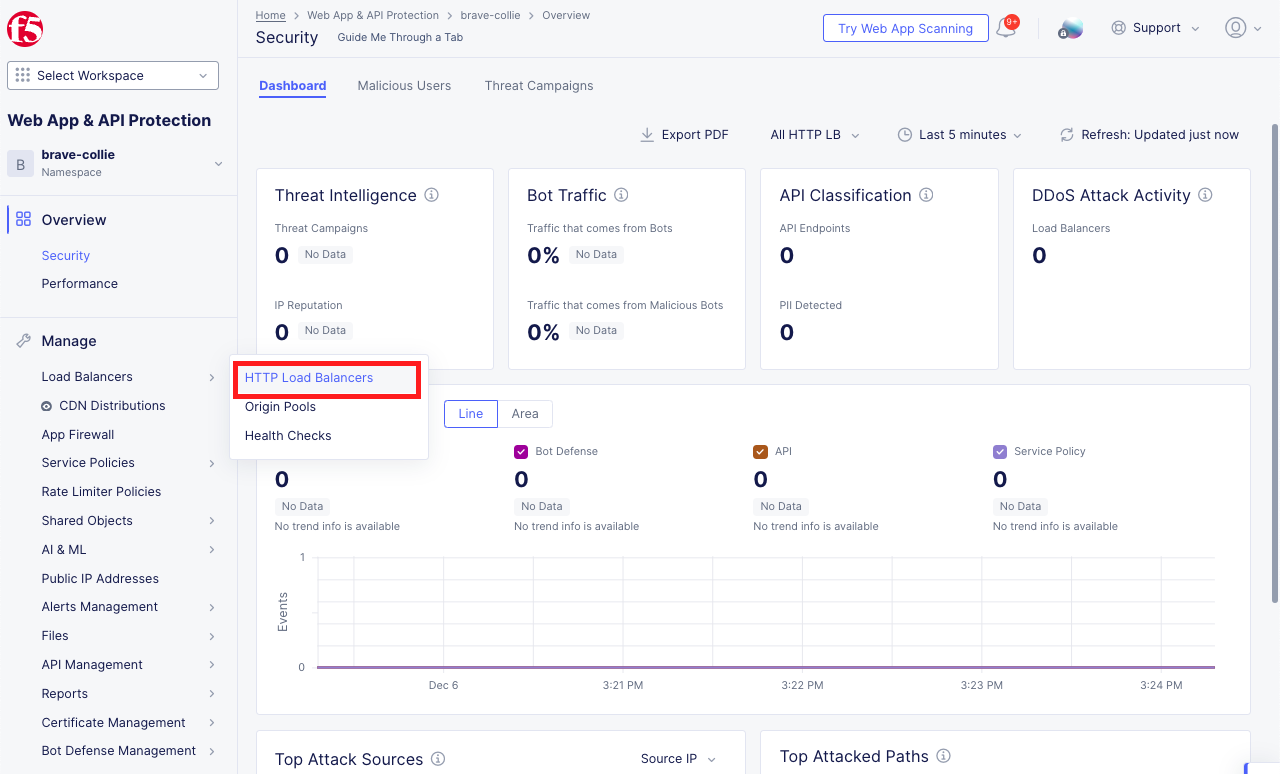 f5
Home > Web App & API Protection > brave-collie > Overview
Security
Guide Me Through a Tab
Try Web App Scanning
9+
Support
Select Workspace
Web App & API Protection
B
brave-collie
Namespace
Overview
Security
Performance
Manage
Load Balancers
CDN Distributions
App Firewall
Service Policies
Rate Limiter Policies
Shared Objects
AI & ML
Public IP Addresses
Alerts Management
Files
API Management
Reports
Certificate Management
Bot Defense Management
HTTP Load Balancers
Origin Pools
Health Checks
Dashboard
Malicious Users
Threat Campaigns
Export PDF
All HTTP LB
Last 5 minutes
Refresh: Updated just now
Threat Intelligence
Threat Campaigns
0 No Data
IP Reputation
0 No Data
Bot Traffic
Traffic that comes from Bots
0% No Data
Traffic that comes from Malicious Bots
0% No Data
API Classification
API Endpoints
0
PII Detected
0
DDoS Attack Activity
Load Balancers
0
Line
Area
0
No Data
No trend info is available
Bot Defense
0
No Data
No trend info is available
API
0
No Data
No trend info is available
Service Policy
0
No Data
No trend info is available
Events
1
0
Dec 6
3:21 PM
3:22 PM
3:23 PM
3:24 PM
Top Attack Sources
Source IP
Top Attacked Paths